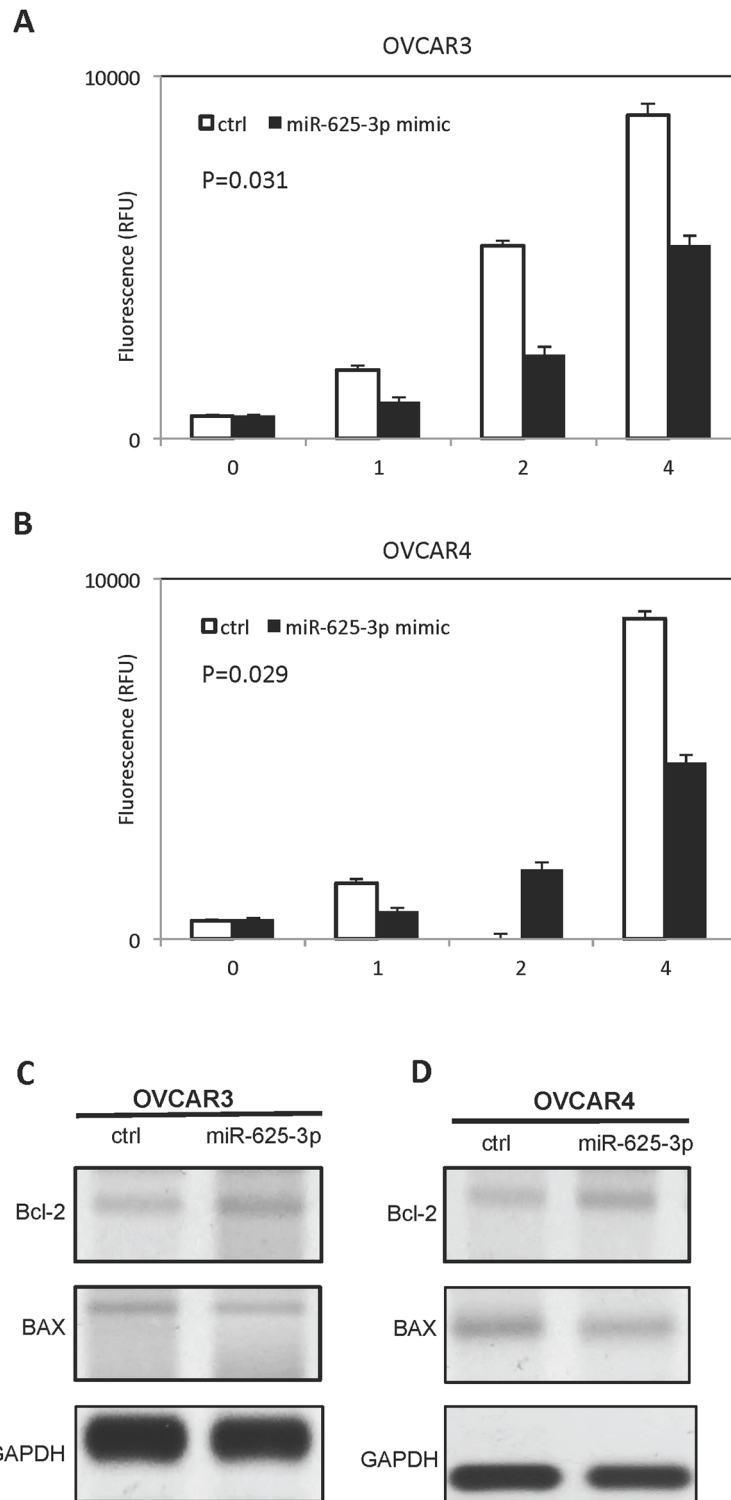 A
OVCAR3
10000
ctrl miR-625-3p mimic
P=0.031
Fluorescence (RFU)
0
0 1 2 4
B
OVCAR4
10000
ctrl miR-625-3p mimic
P=0.029
Fluorescence (RFU)
0
0 1 2 4
C
OVCAR3
ctrl miR-625-3p
Bcl-2
BAX
GAPDH
D
OVCAR4
ctrl miR-625-3p
Bcl-2
BAX
GAPDH